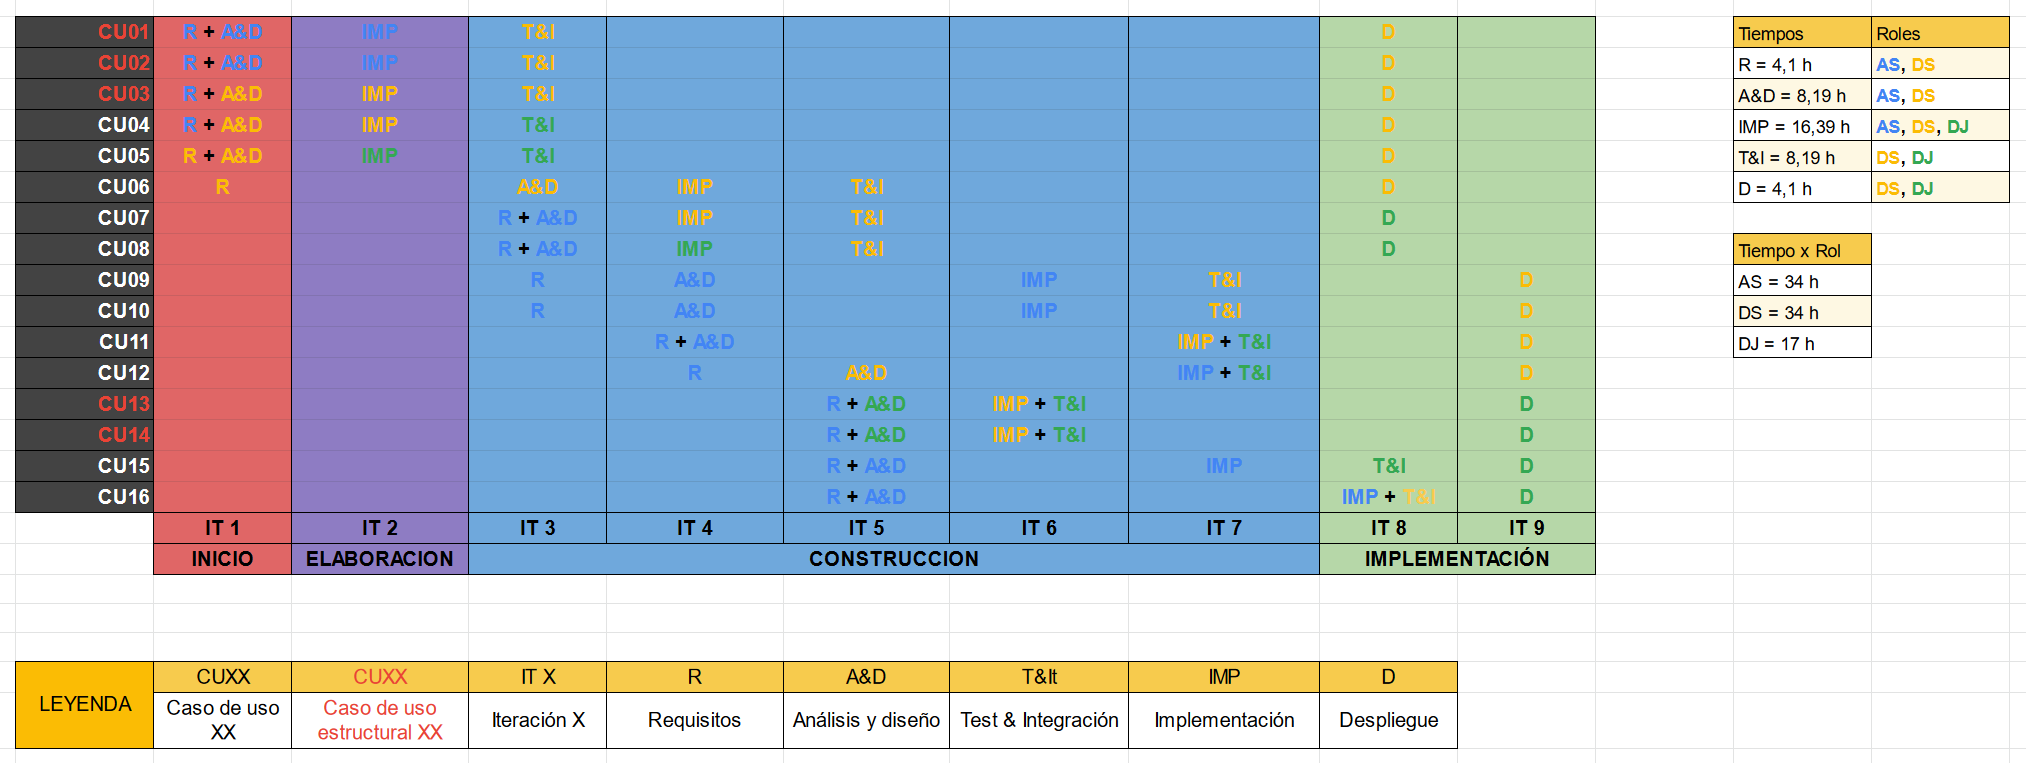 CU01 R + A&D IMP T&I D
CU02 R + A&D IMP T&I D
CU03 R + A&D IMP T&I D
CU04 R + A&D IMP T&I D
CU05 R + A&D IMP T&I D
CU06 R A&D IMP T&I D
CU07 R + A&D IMP T&I D
CU08 R + A&D IMP T&I D
CU09 R A&D IMP T&I D
CU10 R A&D IMP T&I D
CU11 R + A&D IMP + T&I D
CU12 R A&D IMP + T&I D
CU13 R + A&D IMP + T&I D
CU14 R + A&D IMP + T&I D
CU15 R + A&D IMP T&I D
CU16 R + A&D IMP + T&I D
IT 1 IT 2 IT 3 IT 4 IT 5 IT 6 IT 7 IT 8 IT 9
INICIO ELABORACION CONSTRUCCION IMPLEMENTACIÓN
Tiempos Roles
R = 4,1 h AS, DS
A&D = 8,19 h AS, DS
IMP = 16,39 h AS, DS, DJ
T&I = 8,19 h DS, DJ
D = 4,1 h DS, DJ
Tiempo x Rol
AS = 34 h
DS = 34 h
DJ = 17 h
LEYENDA
CUXX CUXX IT X R A&D T&It IMP D
Caso de uso XX Caso de uso estructural XX Iteración X Requisitos Análisis y diseño Test & Integración Implementación Despliegue